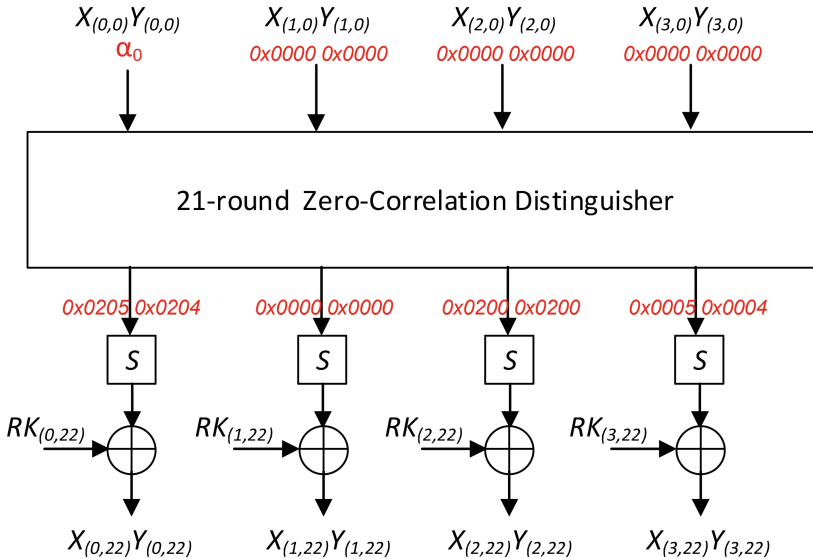 X(0,0)Y(0,0) X(1,0)Y(1,0) X(2,0)Y(2,0) X(3,0)Y(3,0)
α0 0x0000 0x0000 0x0000 0x0000 0x0000 0x0000
21-round Zero-Correlation Distinguisher
0x0205 0x0204 0x0000 0x0000 0x0200 0x0200 0x0005 0x0004
S S S S
RK(0,22) RK(1,22) RK(2,22) RK(3,22)
X(0,22)Y(0,22) X(1,22)Y(1,22) X(2,22)Y(2,22) X(3,22)Y(3,22)